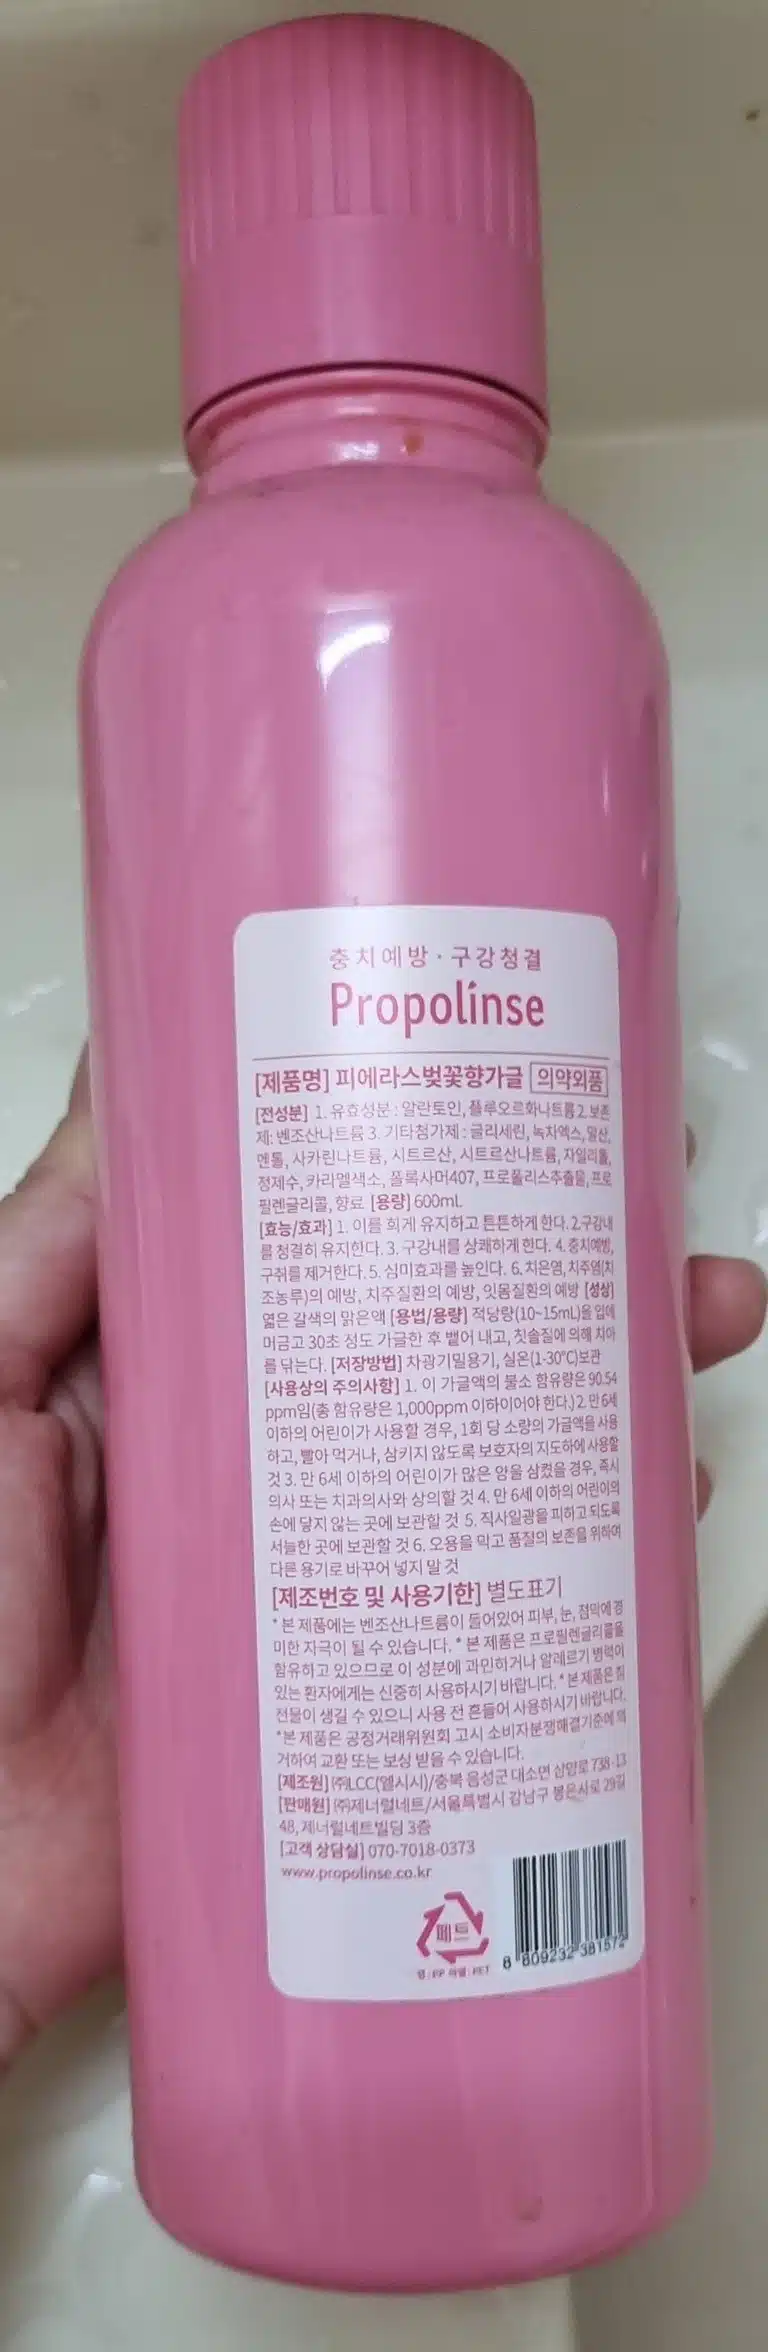 충치예방·구강청결
Propolinse
[제품명] 피에라스벚꽃향가글 의약외품
[전성분] 1. 유효성분 : 알란토인, 플루오르화나트륨 2. 보존
제: 벤조산나트륨 3. 기타첨가제 : 글리세린, 녹차엑스, 말산,
멘톨, 사카린나트륨, 시트르산, 시트르산나트륨, 자일리톨,
정제수, 카라멜색소, 폴록사머407, 프로폴리스추출물, 프로
필렌글리콜, 향료 [용량] 600mL
[효능/효과] 1. 이를 희게 유지하고 튼튼하게 한다. 2.구강내
를 청결히 유지한다. 3. 구강내를 상쾌하게 한다. 4. 충치예방,
구취를 제거한다. 5. 심미효과를 높인다. 6. 치은염, 치주염(치
조농루)의 예방, 치주질환의 예방, 잇몸질환의 예방 [성상]
엷은 갈색의 맑은액 [용법/용량] 적당량(10~15mL)을 입에
머금고 30초 정도 가글한 후 뱉어 내고, 칫솔질에 의해 치아
를 닦는다. [저장방법] 차광기밀용기, 실온(1-30℃)보관
[사용상의 주의사항] 1. 이 가글액의 불소 함유량은 90.54
ppm임(총 함유량은 1,000ppm 이하이어야 한다.) 2. 만 6세
이하의 어린이가 사용할 경우, 1회 당 소량의 가글액을 사용
하고, 빨아 먹거나, 삼키지 않도록 보호자의 지도하에 사용할
것 3. 만 6세 이하의 어린이가 많은 양을 삼켰을 경우, 즉시
의사 또는 치과의사와 상의할 것 4. 만 6세 이하의 어린이의
손에 닿지 않는 곳에 보관할 것 5. 직사일광을 피하고 되도록
서늘한 곳에 보관할 것 6. 오용을 막고 품질의 보존을 위하여
다른 용기로 바꾸어 넣지 말 것
[제조번호 및 사용기한] 별도표기
* 본 제품에는 벤조산나트륨이 들어있어 피부, 눈, 점막에 경
미한 자극이 될 수 있습니다. * 본 제품은 프로필렌글리콜을
함유하고 있으므로 이 성분에 과민하거나 알레르기 병력이
있는 환자에게는 신중히 사용하시기 바랍니다. * 본 제품은 침
전물이 생길 수 있으니 사용 전 흔들어 사용하시기 바랍니다.
*본 제품은 공정거래위원회 고시 소비자분쟁해결기준에 의
거하여 교환 또는 보상 받을 수 있습니다.
[제조원] ㈜LCC(엘시시)/충북 음성군 대소면 삼양로 738-13
[판매원] ㈜제너럴네트/서울특별시 강남구 봉은사로 29길
48, 제너럴네트빌딩 3층
[고객 상담실] 070-7018-0373
www.propolinse.co.kr
페트
캡 : PP 라벨 : PET
8 809232 381572